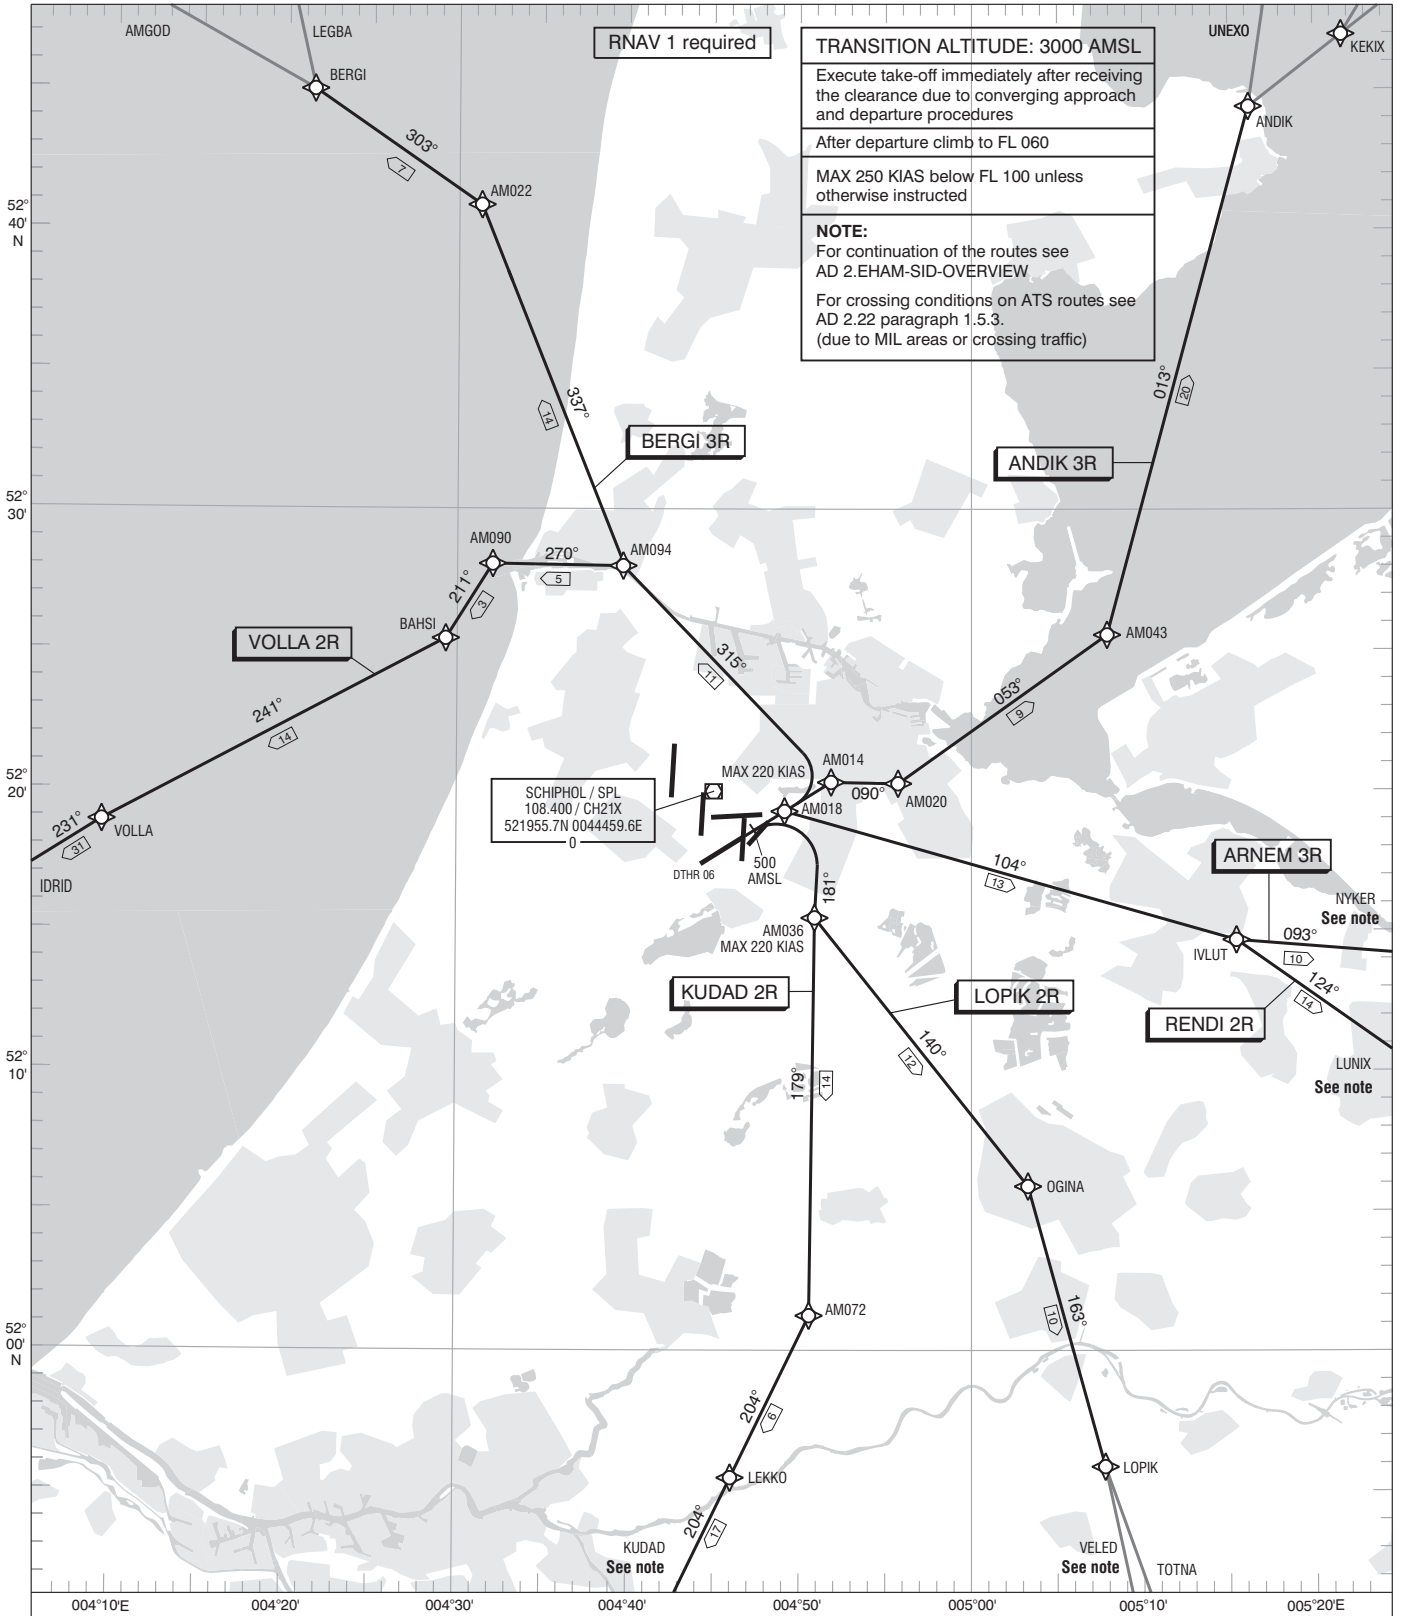 AMGOD
LEGBA
RNAV 1 required
UNEXO
KEKIX
BERGI
ANDIK
TRANSITION ALTITUDE: 3000 AMSL
Execute take-off immediately after receiving
the clearance due to converging approach
and departure procedures
After departure climb to FL 060
MAX 250 KIAS below FL 100 unless
otherwise instructed
NOTE:
For continuation of the routes see
AD 2.EHAM-SID-OVERVIEW
For crossing conditions on ATS routes see
AD 2.22 paragraph 1.5.3.
(due to MIL areas or crossing traffic)
303°
7
AM022
52°
40'
N
337°
14
013°
20
BERGI 3R
ANDIK 3R
52°
30'
AM090
270°
5
AM094
211°
3
BAHSI
AM043
VOLLA 2R
315°
11
053°
9
241°
14
52°
20'
MAX 220 KIAS
AM014
090°
AM020
AM018
SCHIPHOL / SPL
108.400 / CH21X
521955.7N 0044459.6E
0
231°
31
VOLLA
IDRID
DTHR 06
500
AMSL
104°
13
ARNEM 3R
NYKER
See note
181°
AM036
MAX 220 KIAS
IVLUT
093°
10
124°
14
KUDAD 2R
LOPIK 2R
RENDI 2R
140°
12
52°
10'
179°
14
LUNIX
See note
OGINA
163°
10
AM072
52°
00'
N
204°
6
LEKKO
LOPIK
204°
17
KUDAD
See note
VELED
See note
TOTNA
004°10'E
004°20'
004°30'
004°40'
004°50'
005°00'
005°10'
005°20'E